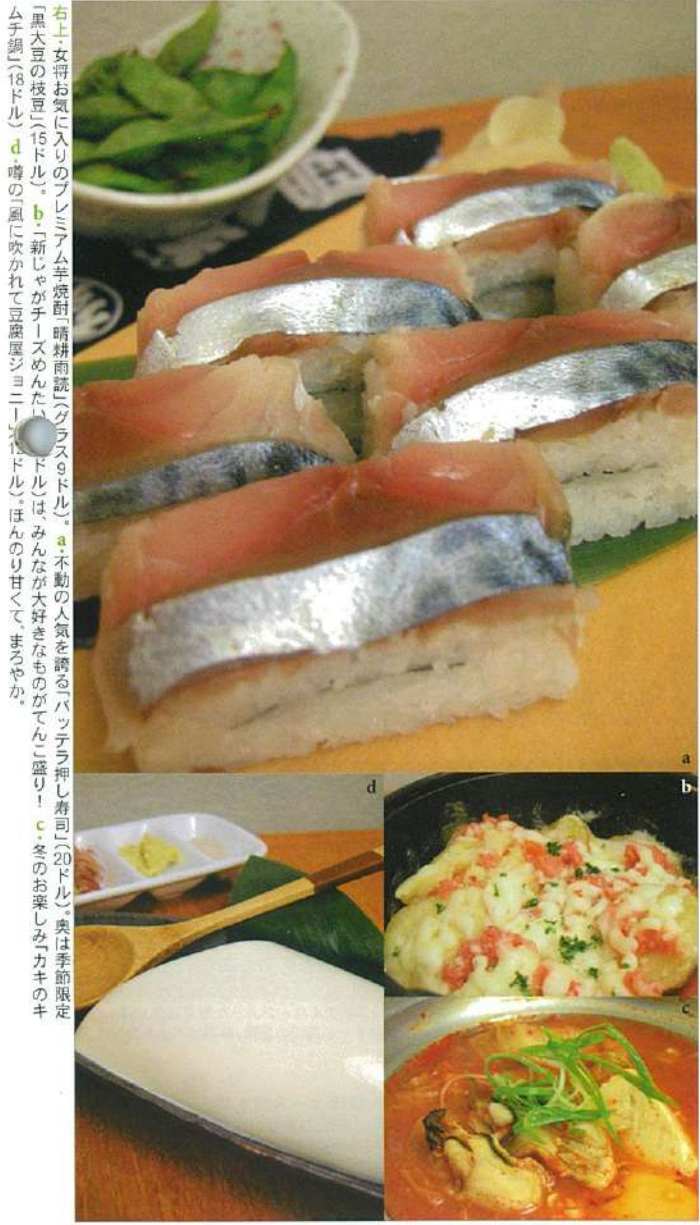 右上・女将お気に入りのプレミアム芋焼酎「晴耕雨読」(グラス9ドル)。a・不動の人気を誇る「バッテラ押し寿司」(20ドル)。奥は季節限定
「黒大豆の枝豆」(15ドル)。b・「新じゃがチーズめんたい ドル)は、みんなが大好きなものがてんこ盛り! c・冬のお楽しみ「カキのキ
ムチ鍋」(18ドル) d・噂の「風に吹かれて豆腐屋ジョニー」 ドル)。ほんのり甘くて、まろやか。
a
d
b
c